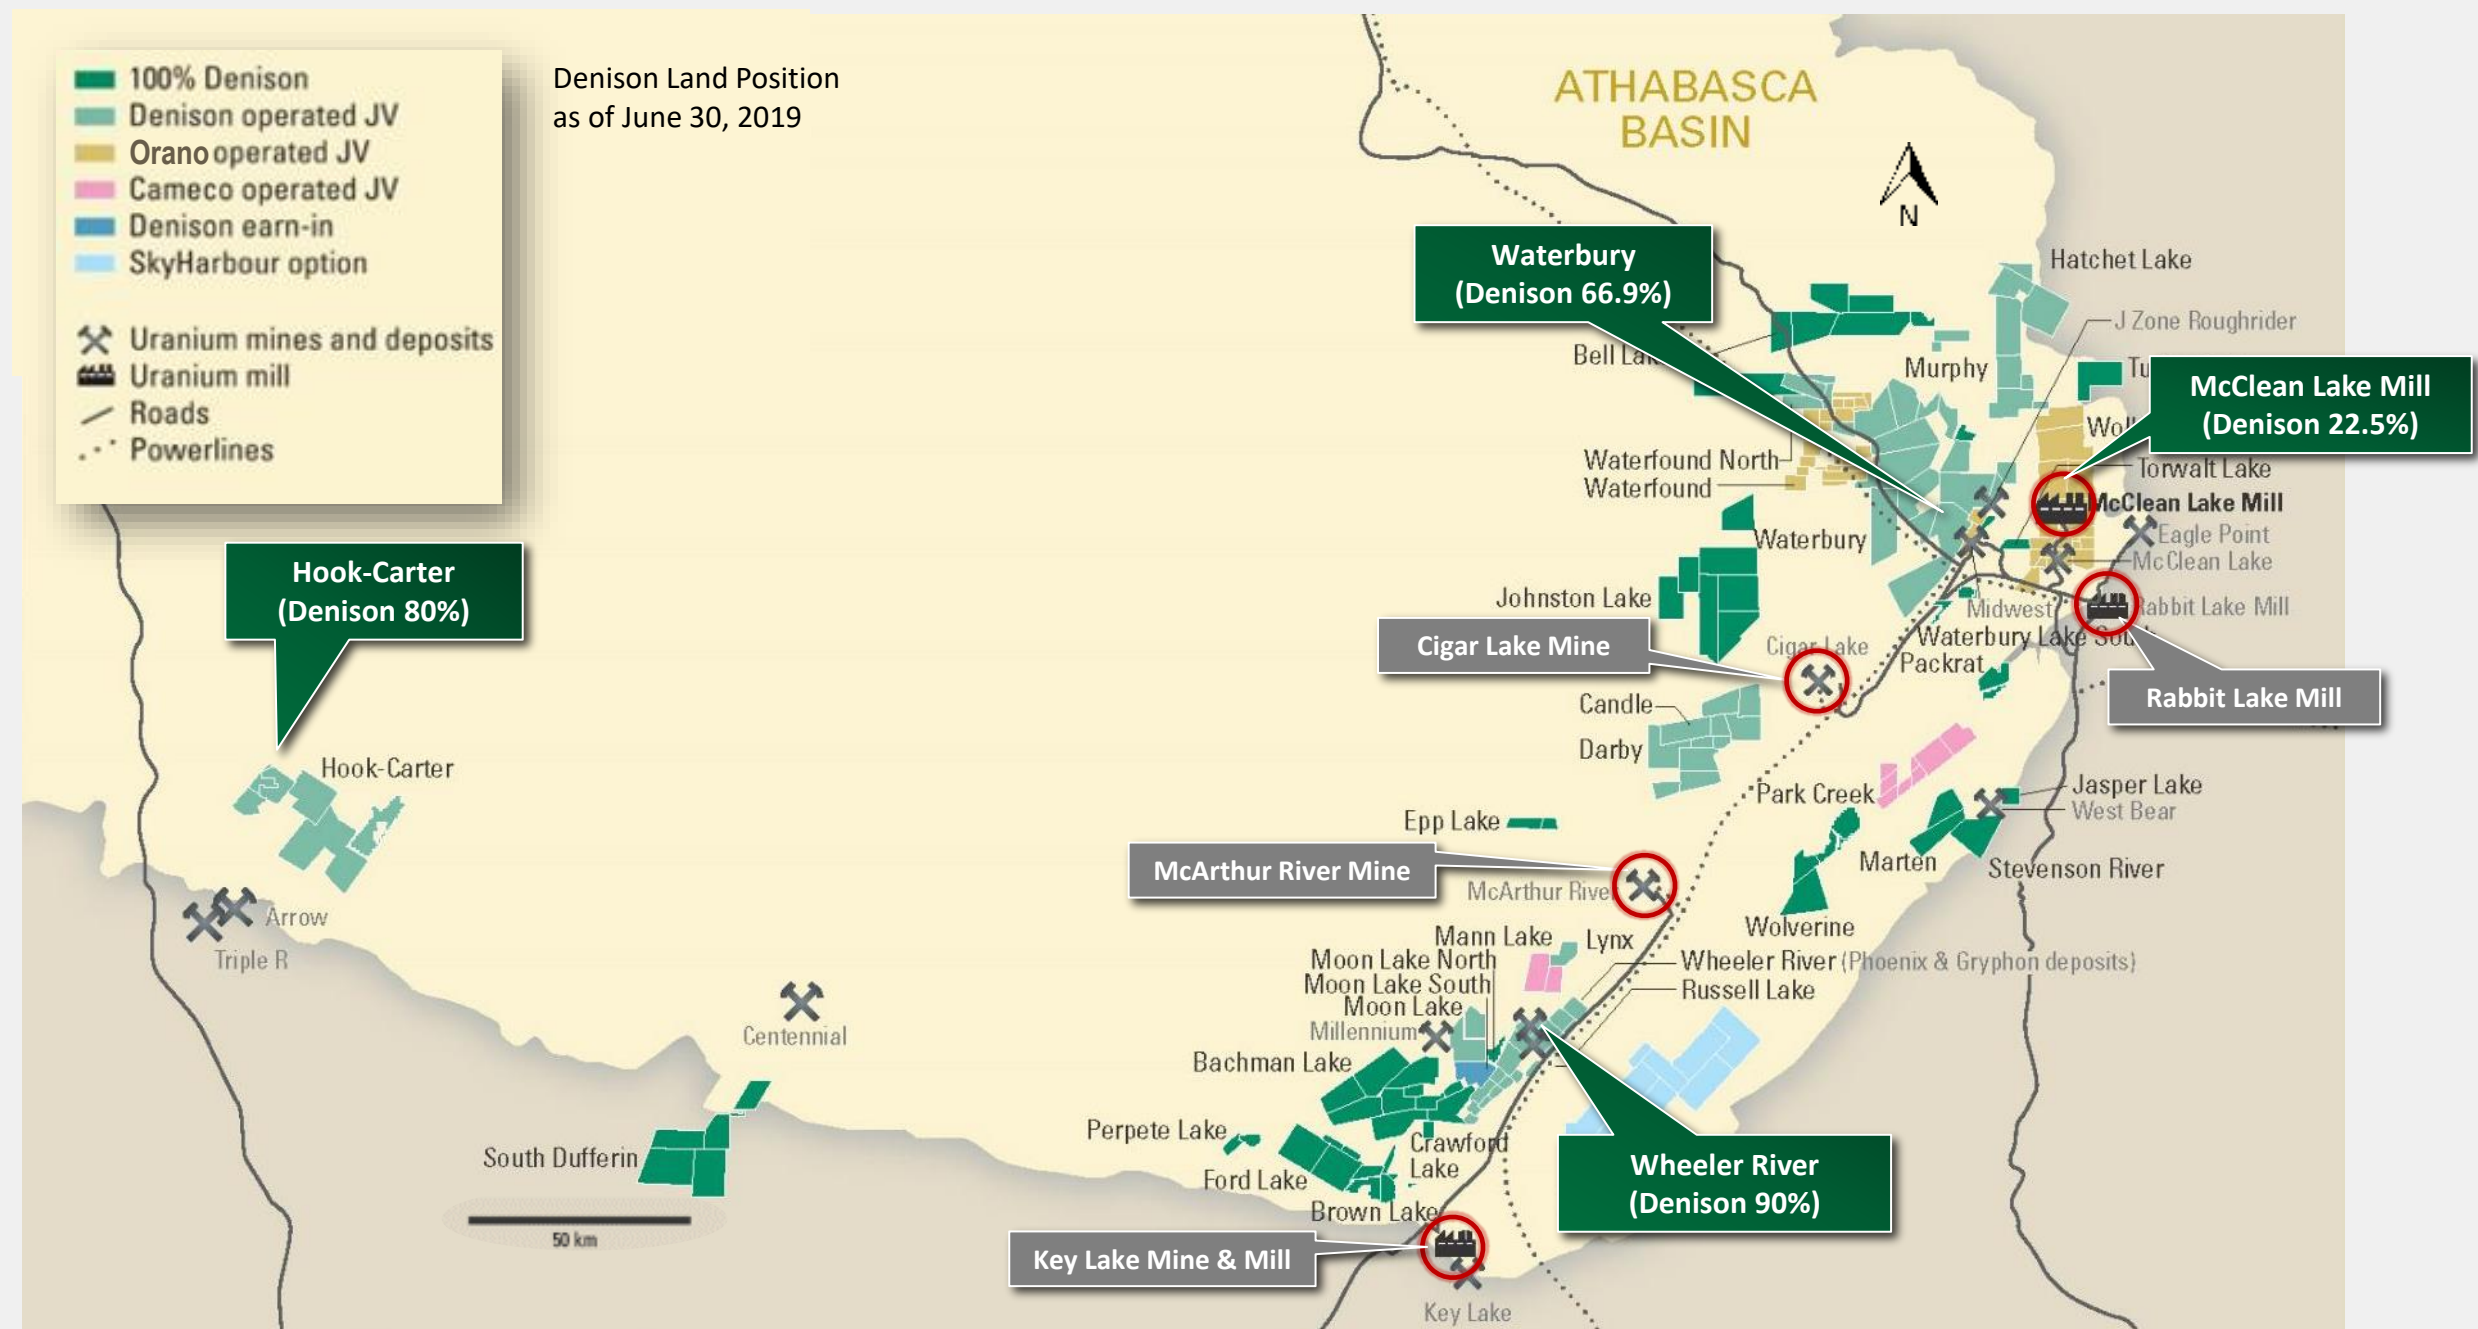 100% Denison
Denison operated JV
Orano operated JV
Cameco operated JV
Denison earn-in
SkyHarbour option
Uranium mines and deposits
Uranium mill
Roads
Powerlines
Denison Land Position
as of June 30, 2019
ATHABASCA
BASIN
N
Waterbury
(Denison 66.9%)
Hatchet Lake
J Zone Roughrider
Bell
Murphy
McClean Lake Mill
(Denison 22.5%)
Waterfound North
Waterfound
Torwalt Lake
McClean Lake Mill
Eagle Point
McClean Lake
Waterbury
Hook-Carter
(Denison 80%)
Johnston Lake
Midwest
Rabbit Lake Mill
Cigar Lake Mine
Cigar Lake
Waterbury Lake
Packrat
Rabbit Lake Mill
Candle
Darby
Hook-Carter
Park Creek
Jasper Lake
West Bear
Epp Lake
Marten
Stevenson River
McArthur River Mine
McArthur River
Arrow
Triple R
Wolverine
Mann Lake
Lynx
Moon Lake North
Wheeler River (Phoenix & Gryphon deposits)
Moon Lake South
Russell Lake
Moon Lake
Millennium
Centennial
Bachman Lake
Perpete Lake
Crawford
Lake
South Dufferin
Ford Lake
Wheeler River
(Denison 90%)
Brown Lake
50 km
Key Lake Mine & Mill
Key Lake